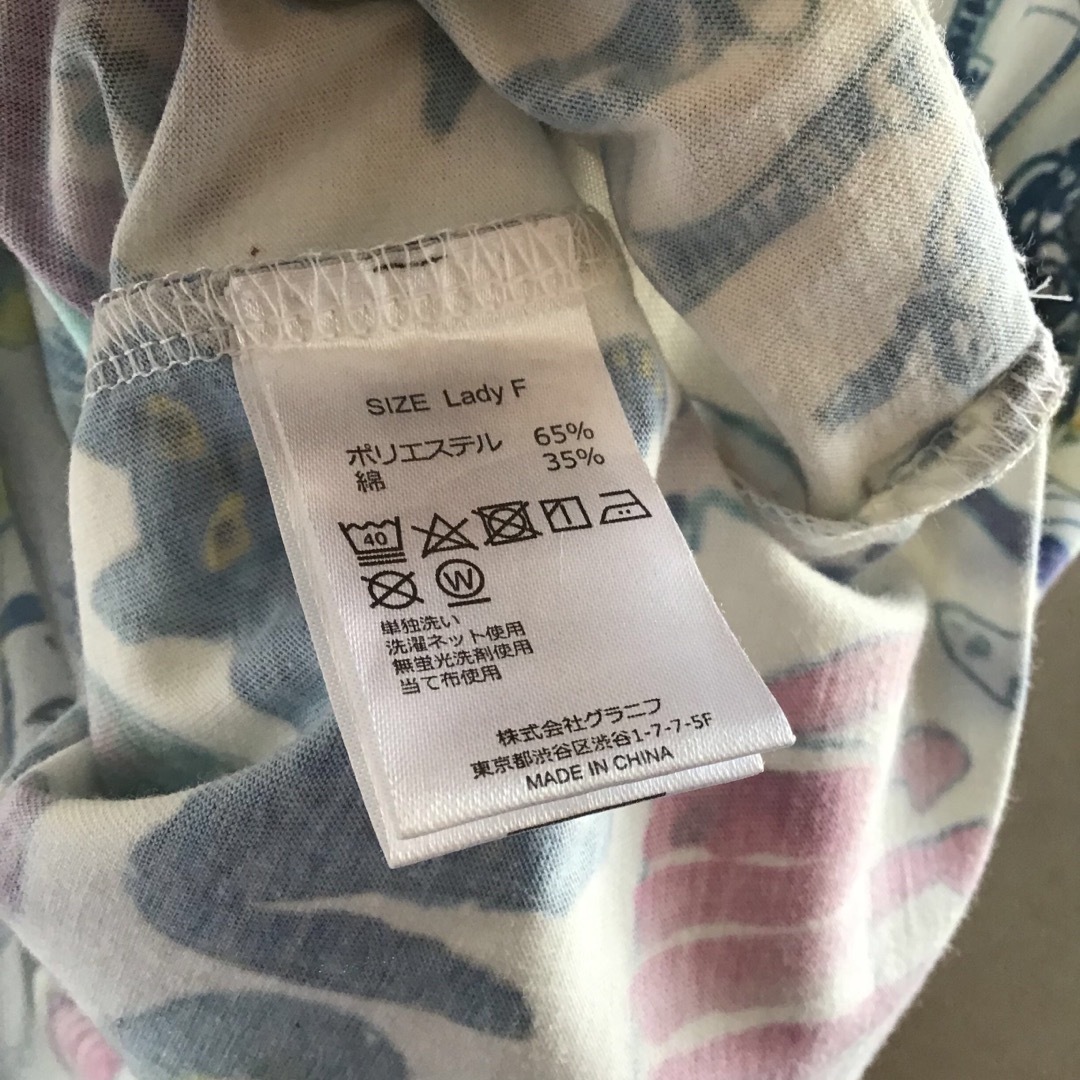 SIZE Lady F
ポリエステル 65%
綿 35%
40
W
単独洗い
洗濯ネット使用
無蛍光洗剤使用
当て布使用
株式会社グラニフ
東京都渋谷区渋谷1-7-7-5F
MADE IN CHINA